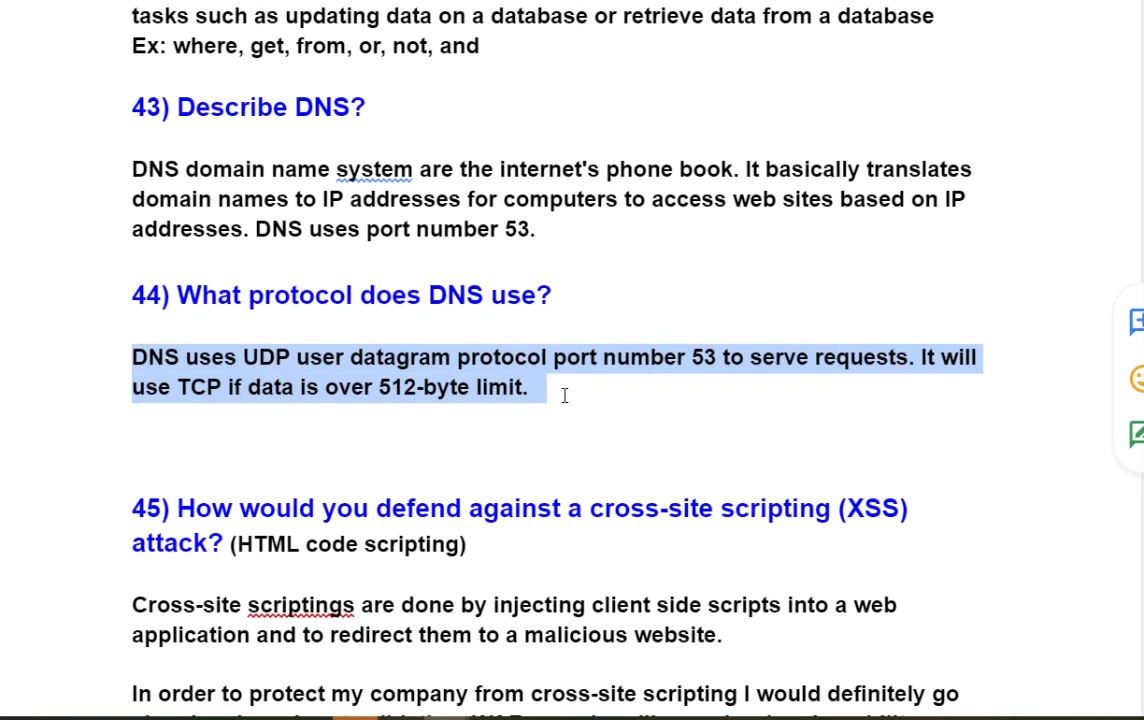 tasks such as updating data on a database or retrieve data from a database
Ex: where, get, from, or, not, and
43) Describe DNS?
DNS domain name system are the internet's phone book. It basically translates
domain names to IP addresses for computers to access web sites based on IP
addresses. DNS uses port number 53.
44) What protocol does DNS use?
DNS uses UDP user datagram protocol port number 53 to serve requests. It will
use TCP if data is over 512-byte limit.
45) How would you defend against a cross-site scripting (XSS)
attack? (HTML code scripting)
Cross-site scriptings are done by injecting client side scripts into a web
application and to redirect them to a malicious website.
In order to protect my company from cross-site scripting I would definitely go